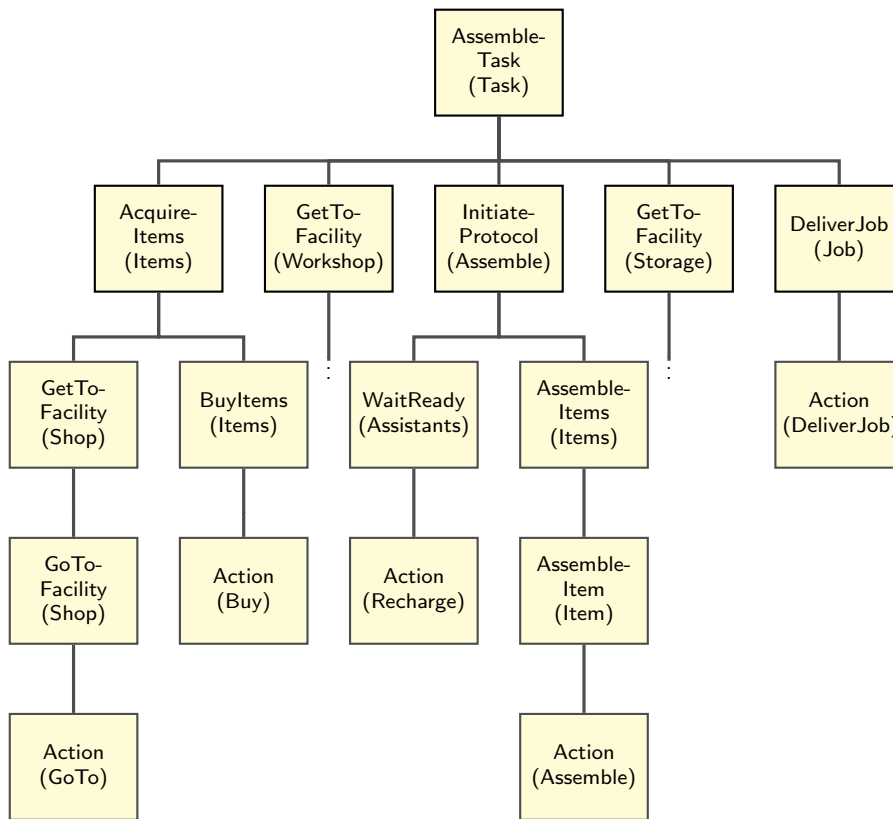 Assemble-
Task
(Task)
Acquire-
Items
(Items)
GetTo-
Facility
(Workshop)
Initiate-
Protocol
(Assemble)
GetTo-
Facility
(Storage)
DeliverJob
(Job)
GetTo-
Facility
(Shop)
BuyItems
(Items)
WaitReady
(Assistants)
Assemble-
Items
(Items)
Action
(DeliverJob)
GoTo-
Facility
(Shop)
Action
(Buy)
Action
(Recharge)
Assemble-
Item
(Item)
Action
(GoTo)
Action
(Assemble)